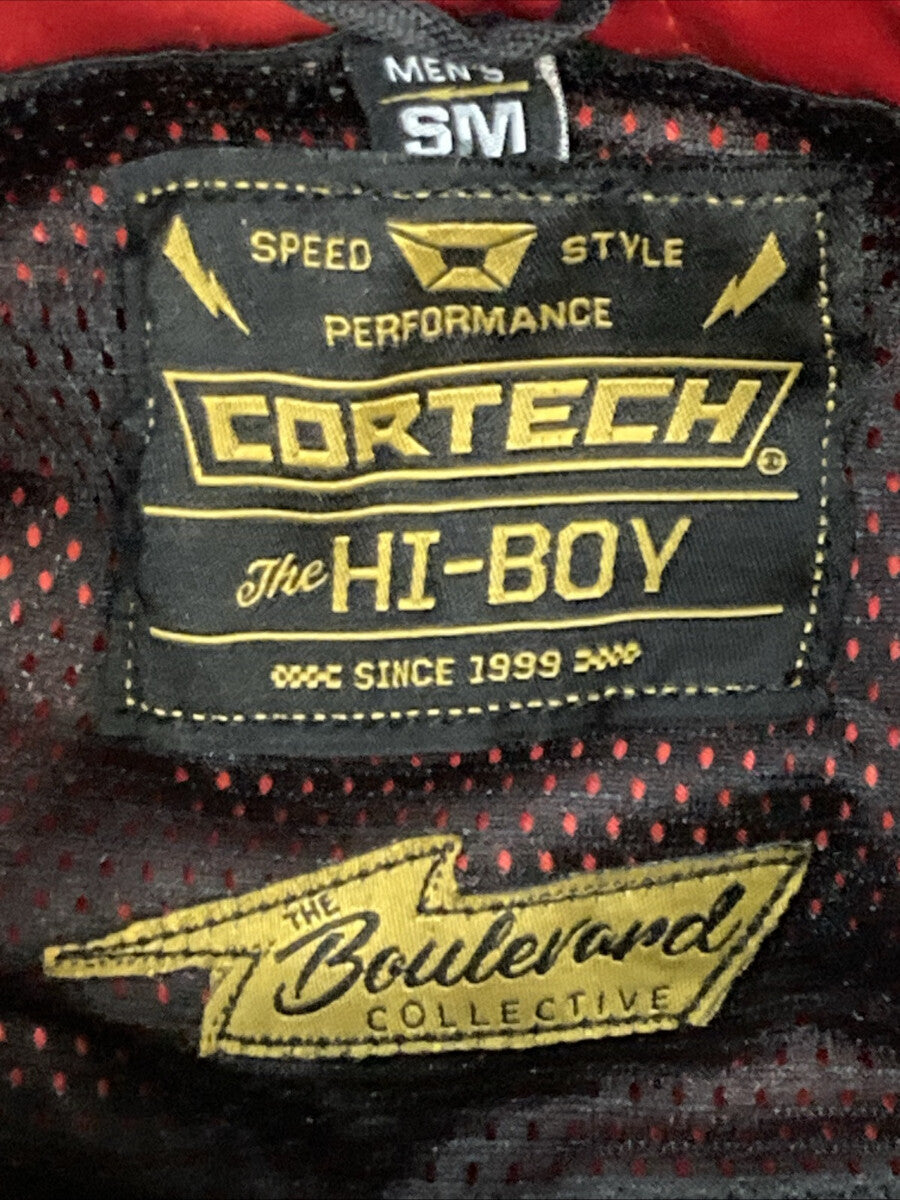 MEN'S
SM
SPEED STYLE
PERFORMANCE
CORTECH ®
The HI-BOY
SINCE 1999
THE
Boulevard
COLLECTIVE